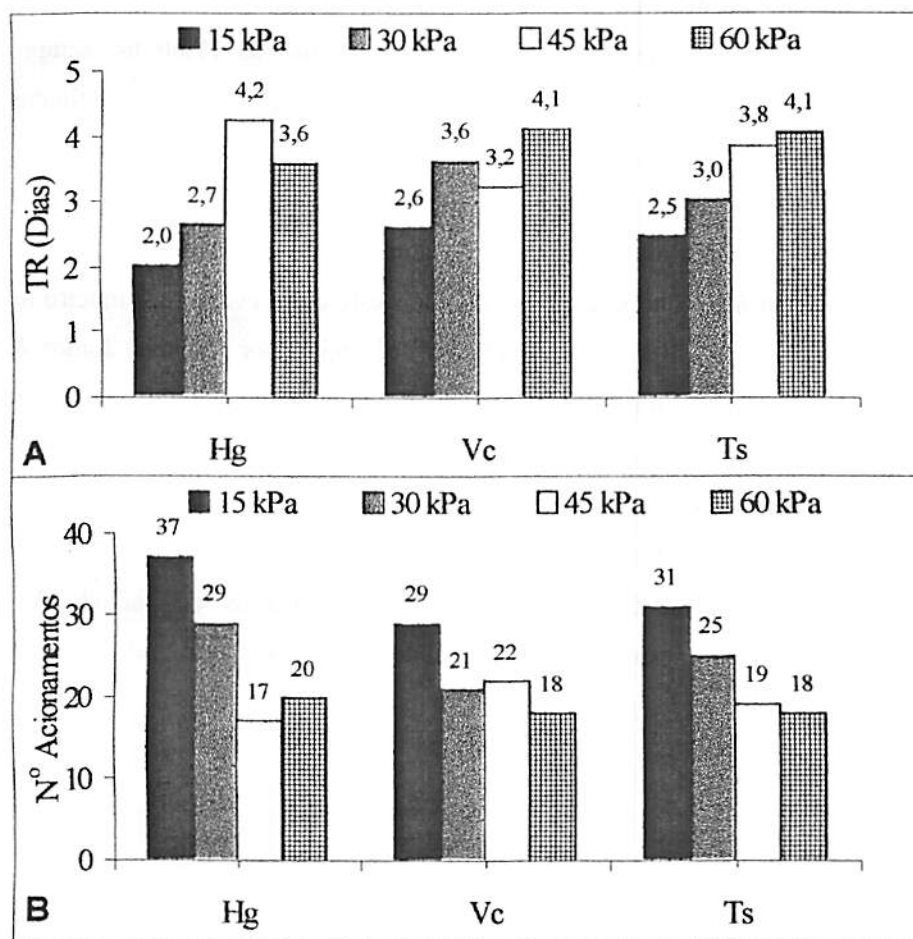 15 kPa 30 kPa 45 kPa 60 kPa
TR (Dias)
5
4
3
2
1
0
2,0 2,7 4,2 3,6
2,6 3,6 3,2 4,1
2,5 3,0 3,8 4,1
Hg Vc Ts
A
15 kPa 30 kPa 45 kPa 60 kPa
Nº Acionamentos
40
30
20
10
0
37 29 17 20
29 21 22 18
31 25 19 18
Hg Vc Ts
B